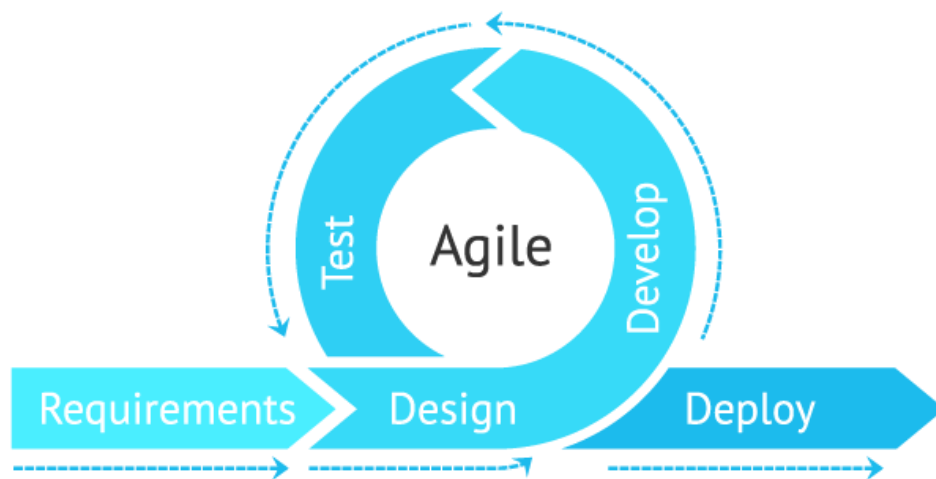 Agile
Test
Develop
Requirements
Design
Deploy